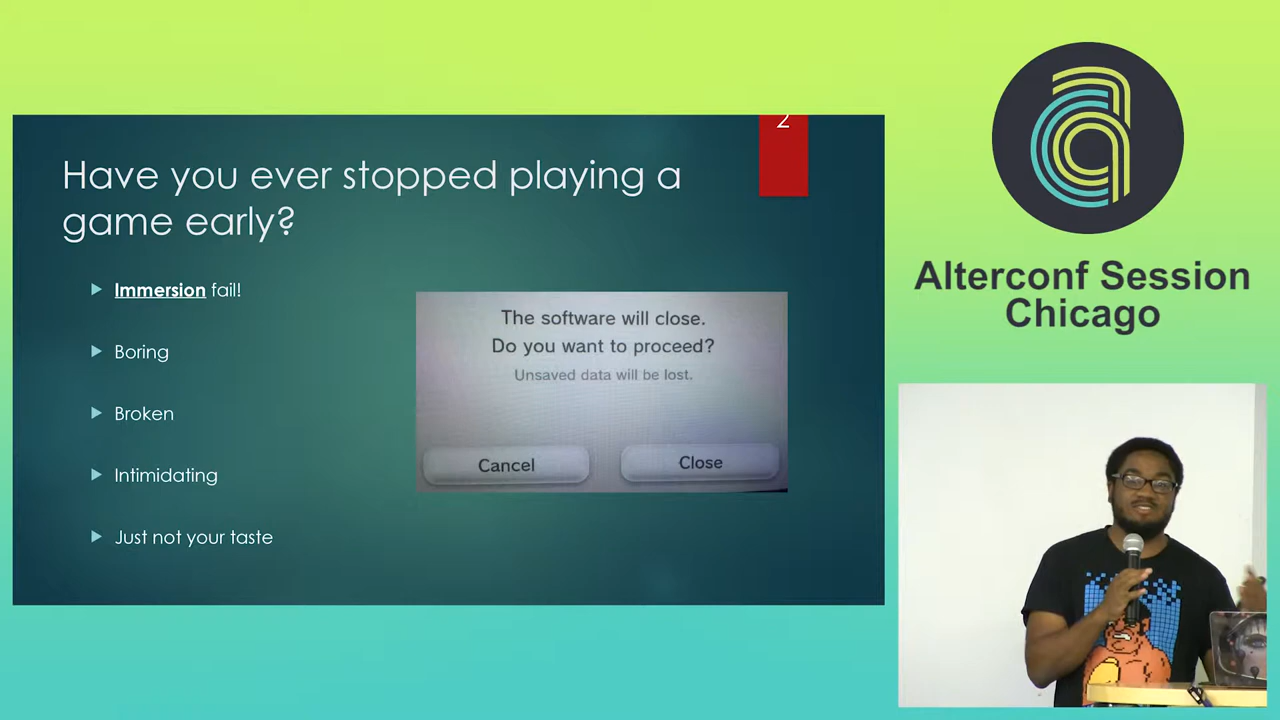 2
Have you ever stopped playing a
game early?
Immersion fail!
Boring
Broken
Intimidating
Just not your taste
The software will close.
Do you want to proceed?
Unsaved data will be lost.
Cancel
Close
Alterconf Session
Chicago